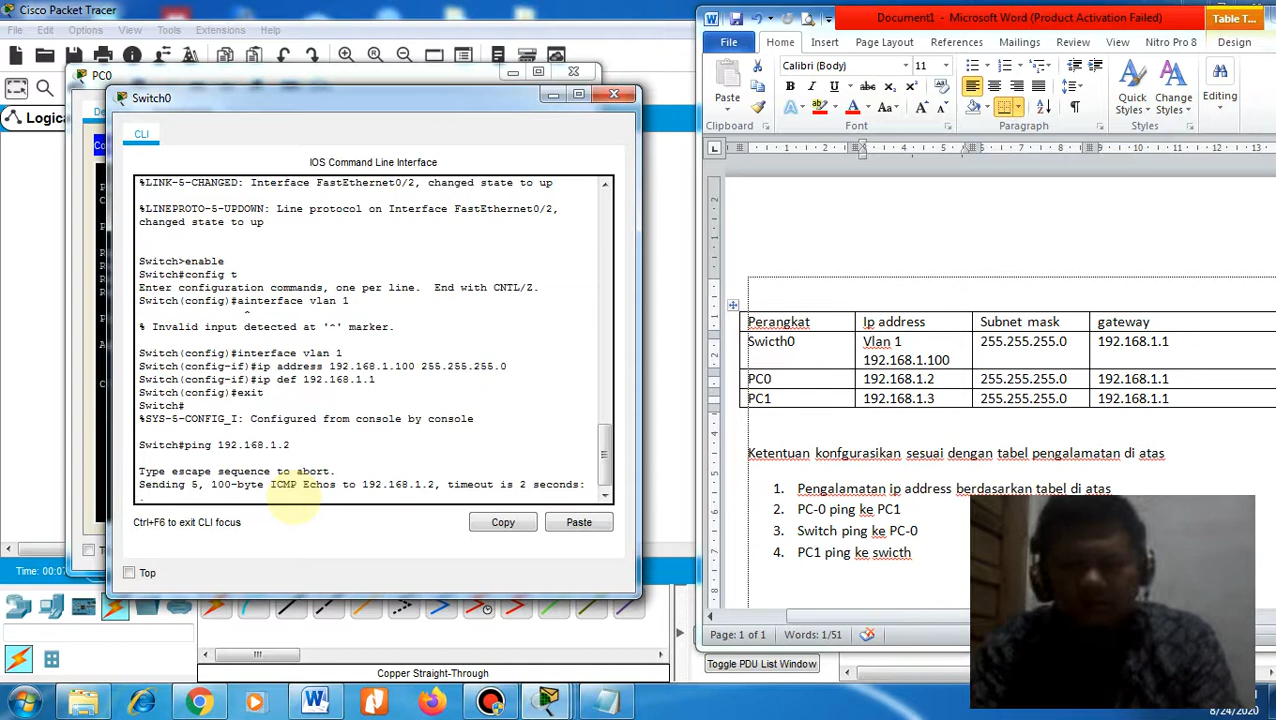 Cisco Packet Tracer
File Edit Options View Tools Extensions Help
PC0
Logica
Switch0
CLI
IOS Command Line Interface
%LINK-5-CHANGED: Interface FastEthernet0/2, changed state to up
%LINEPROTO-5-UPDOWN: Line protocol on Interface FastEthernet0/2,
changed state to up
Switch>enable
Switch#config t
Enter configuration commands, one per line. End with CNTL/Z.
Switch(config)#ainterface vlan 1
^
% Invalid input detected at '^' marker.
Switch(config)#interface vlan 1
Switch(config-if)#ip address 192.168.1.100 255.255.255.0
Switch(config-if)#ip def 192.168.1.1
Switch(config)#exit
Switch#
%SYS-5-CONFIG_I: Configured from console by console
Switch#ping 192.168.1.2
Type escape sequence to abort.
Sending 5, 100-byte ICMP Echos to 192.168.1.2, timeout is 2 seconds:
Ctrl+F6 to exit CLI focus
Copy
Paste
Top
Copper Straight-Through
Toggle PDU List Window
Document1 - Microsoft Word (Product Activation Failed)
Table T...
File Home Insert Page Layout References Mailings Review View Nitro Pro 8 Design
Calibri (Body) 11
Paste
Quick Styles
Change Styles
Editing
Clipboard Font Paragraph Styles
Perangkat Ip address Subnet mask gateway
Swicth0 Vlan 1 255.255.255.0 192.168.1.1
192.168.1.100
PC0 192.168.1.2 255.255.255.0 192.168.1.1
PC1 192.168.1.3 255.255.255.0 192.168.1.1
Ketentuan konfgurasikan sesuai dengan tabel pengalamatan di atas
1. Pengalamatan ip address berdasarkan tabel di atas
2. PC-0 ping ke PC1
3. Switch ping ke PC-0
4. PC1 ping ke swicth
Page: 1 of 1 Words: 1/51
8/24/2020